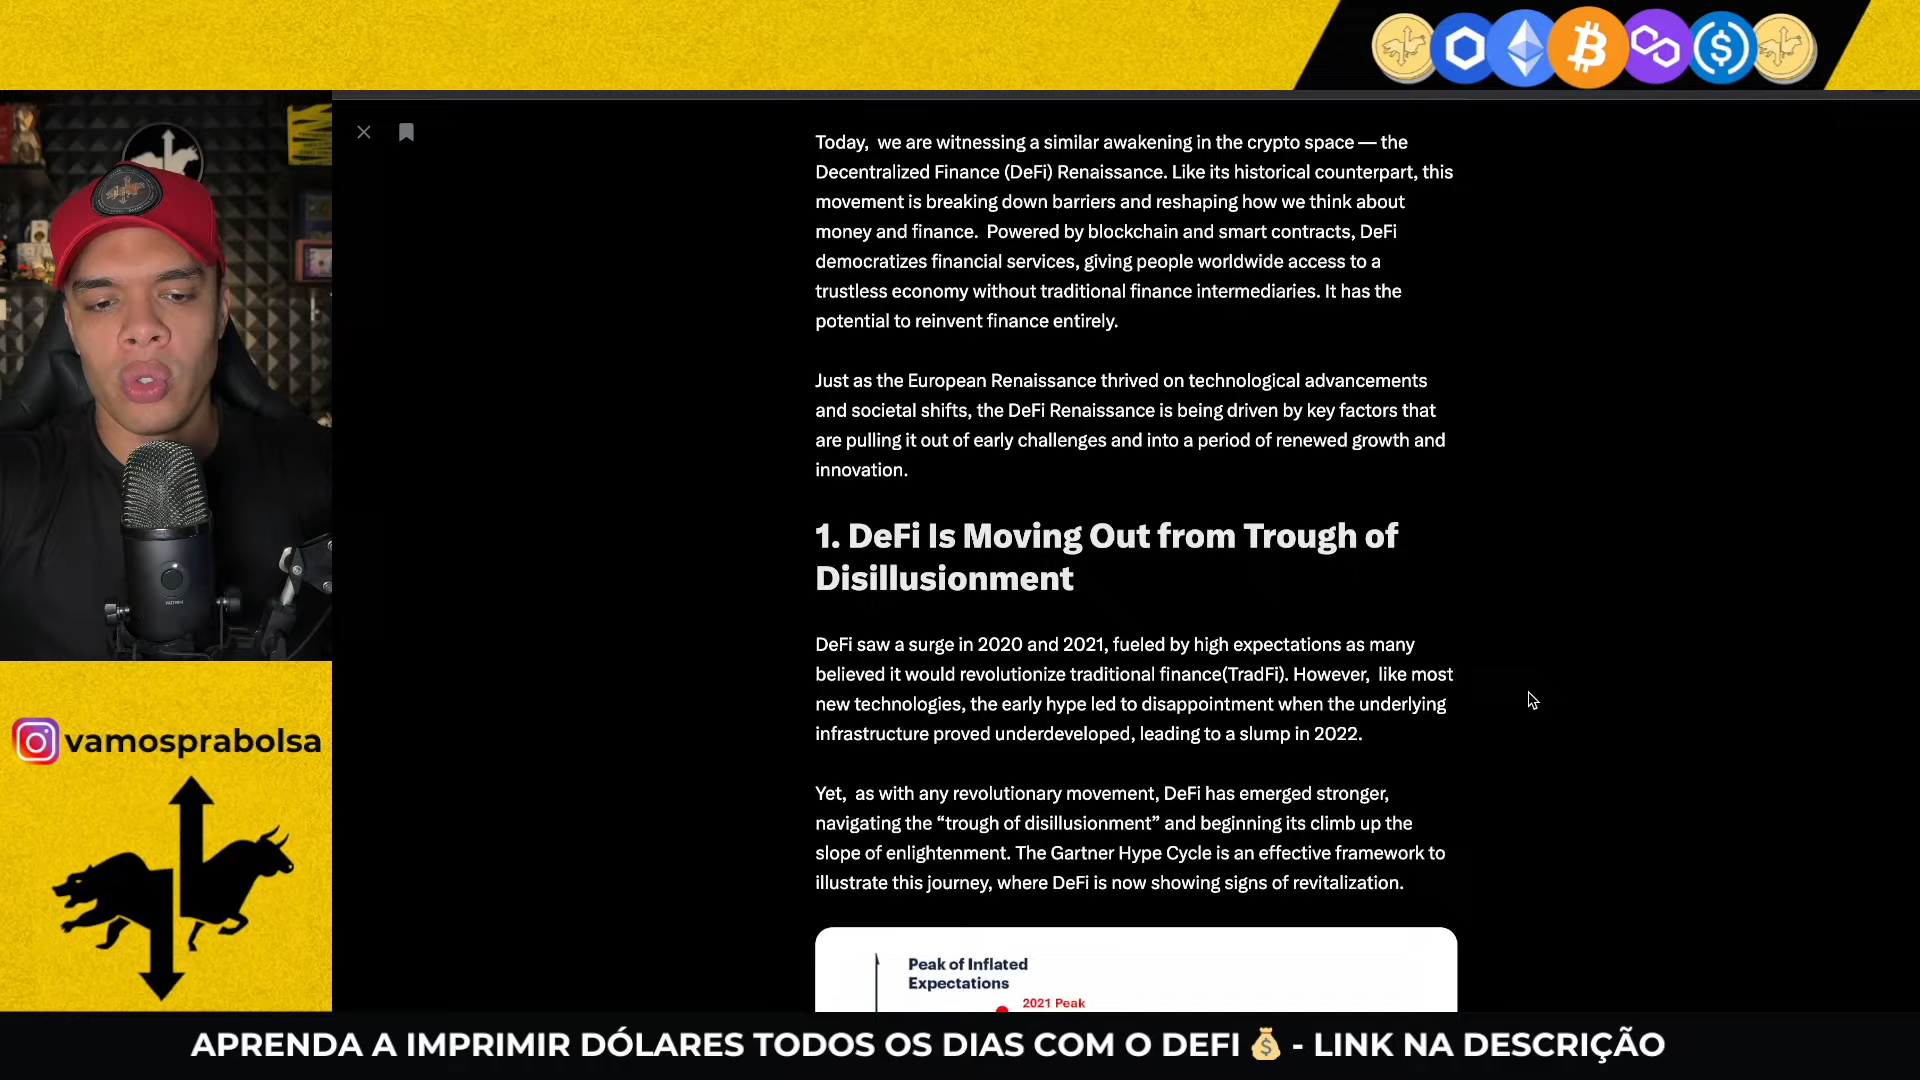 Today,  we are witnessing a similar awakening in the crypto space — the
Decentralized Finance (DeFi) Renaissance. Like its historical counterpart, this
movement is breaking down barriers and reshaping how we think about
money and finance.  Powered by blockchain and smart contracts, DeFi
democratizes financial services, giving people worldwide access to a
trustless economy without traditional finance intermediaries. It has the
potential to reinvent finance entirely.
Just as the European Renaissance thrived on technological advancements
and societal shifts, the DeFi Renaissance is being driven by key factors that
are pulling it out of early challenges and into a period of renewed growth and
innovation.
1. DeFi Is Moving Out from Trough of
Disillusionment
DeFi saw a surge in 2020 and 2021, fueled by high expectations as many
believed it would revolutionize traditional finance(TradFi). However,  like most
new technologies, the early hype led to disappointment when the underlying
infrastructure proved underdeveloped, leading to a slump in 2022.
Yet,  as with any revolutionary movement, DeFi has emerged stronger,
navigating the “trough of disillusionment” and beginning its climb up the
slope of enlightenment. The Gartner Hype Cycle is an effective framework to
illustrate this journey, where DeFi is now showing signs of revitalization.
Peak of Inflated
Expectations
2021 Peak
vamosprabolsa
APRENDA A IMPRIMIR DÓLARES TODOS OS DIAS COM O DEFI 💰 - LINK NA DESCRIÇÃO